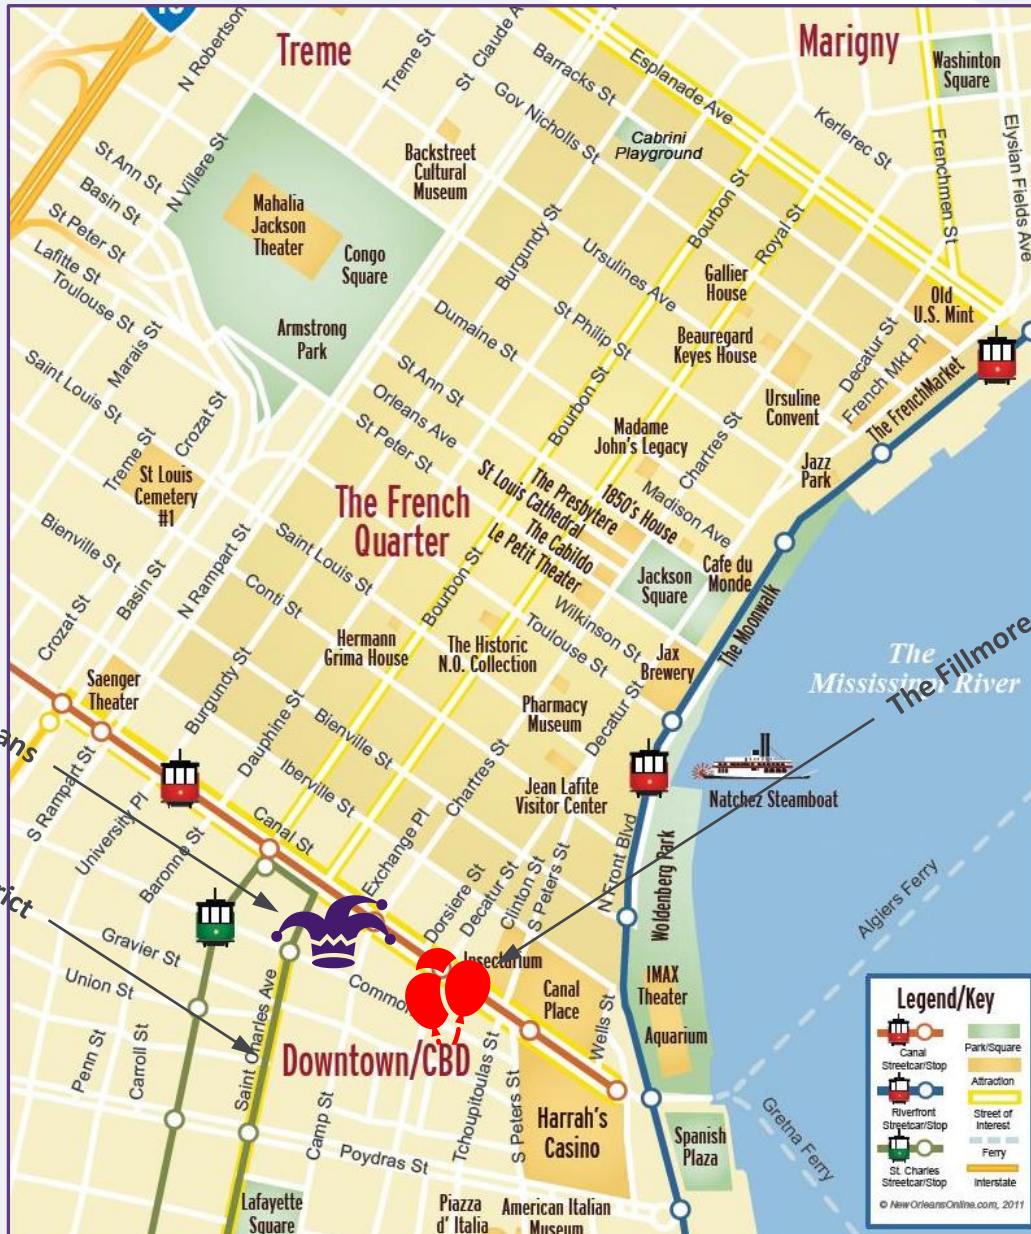 Treme
Marigny
N Robertson
Treme St
St Claude A
Barracks St
Gov Nicholls St
Esplanade Ave
Kerlerec St
Washinton
Square
Elysian Fields Ave
Frenchmen St
Cabrini
Playground
Backstreet
Cultural
Museum
St Ann St
Basin St
St Peter St
Lafitte St
Toulouse St
N Villere St
Mahalia
Jackson
Theater
Congo
Square
Armstrong
Park
Burgundy St
Ursulines Ave
Bourbon St
Royal St
Gallier
House
Old
U.S. Mint
Dumaine St
St Philip St
Beauregard
Keyes House
Decatur St
French Mkt Pl
The FrenchMarket
Ursuline
Convent
Saint Louis St
Marais St
Crozat St
Treme St
St Ann St
Orleans Ave
St Peter St
Bourbon St
Madame
John's Legacy
Chartres St
Jazz
Park
St Louis
Cemetery
#1
The French
Quarter
The Presbytere
St Louis Cathedral
The Cabildo
Le Petit Theater
1850's House
Madison Ave
Jackson
Square
Cafe du
Monde
The Moonwalk
Bienville St
Basin St
N Rampart St
Saint Louis St
Conti St
Bourbon St
Wilkinson St
Toulouse St
Crozat St
Hermann
Grima House
The Historic
N.O. Collection
Jax
Brewery
The
Mississippi River
The Fillmore
Saenger
Theater
Burgundy St
Dauphine St
Bienville St
Pharmacy
Museum
Decatur St
Iberville St
Chartres St
Jean Lafite
Visitor Center
Natchez Steamboat
ans
S Rampart St
University Pl
Baronne St
Canal St
Exchange Pl
Dorsiere St
Decatur St
Clinton St
S Peters St
N Front Blvd
Woldenberg Park
Algiers Ferry
rict
Gravier St
Union St
Common
Insectarium
Canal
Place
IMAX
Theater
Aquarium
Wells St
Penn St
Carroll St
Saint Charles Ave
Downtown/CBD
Camp St
Tchoupitoulas St
S Peters St
Poydras St
Harrah's
Casino
Spanish
Plaza
Gretna Ferry
Lafayette
Square
Piazza
d' Italia
American Italian
Museum
Legend/Key
Canal
Streetcar/Stop
Park/Square
Attraction
Riverfront
Streetcar/Stop
Street of
Interest
Ferry
St. Charles
Streetcar/Stop
Interstate
© NewOrleansOnline.com, 2011